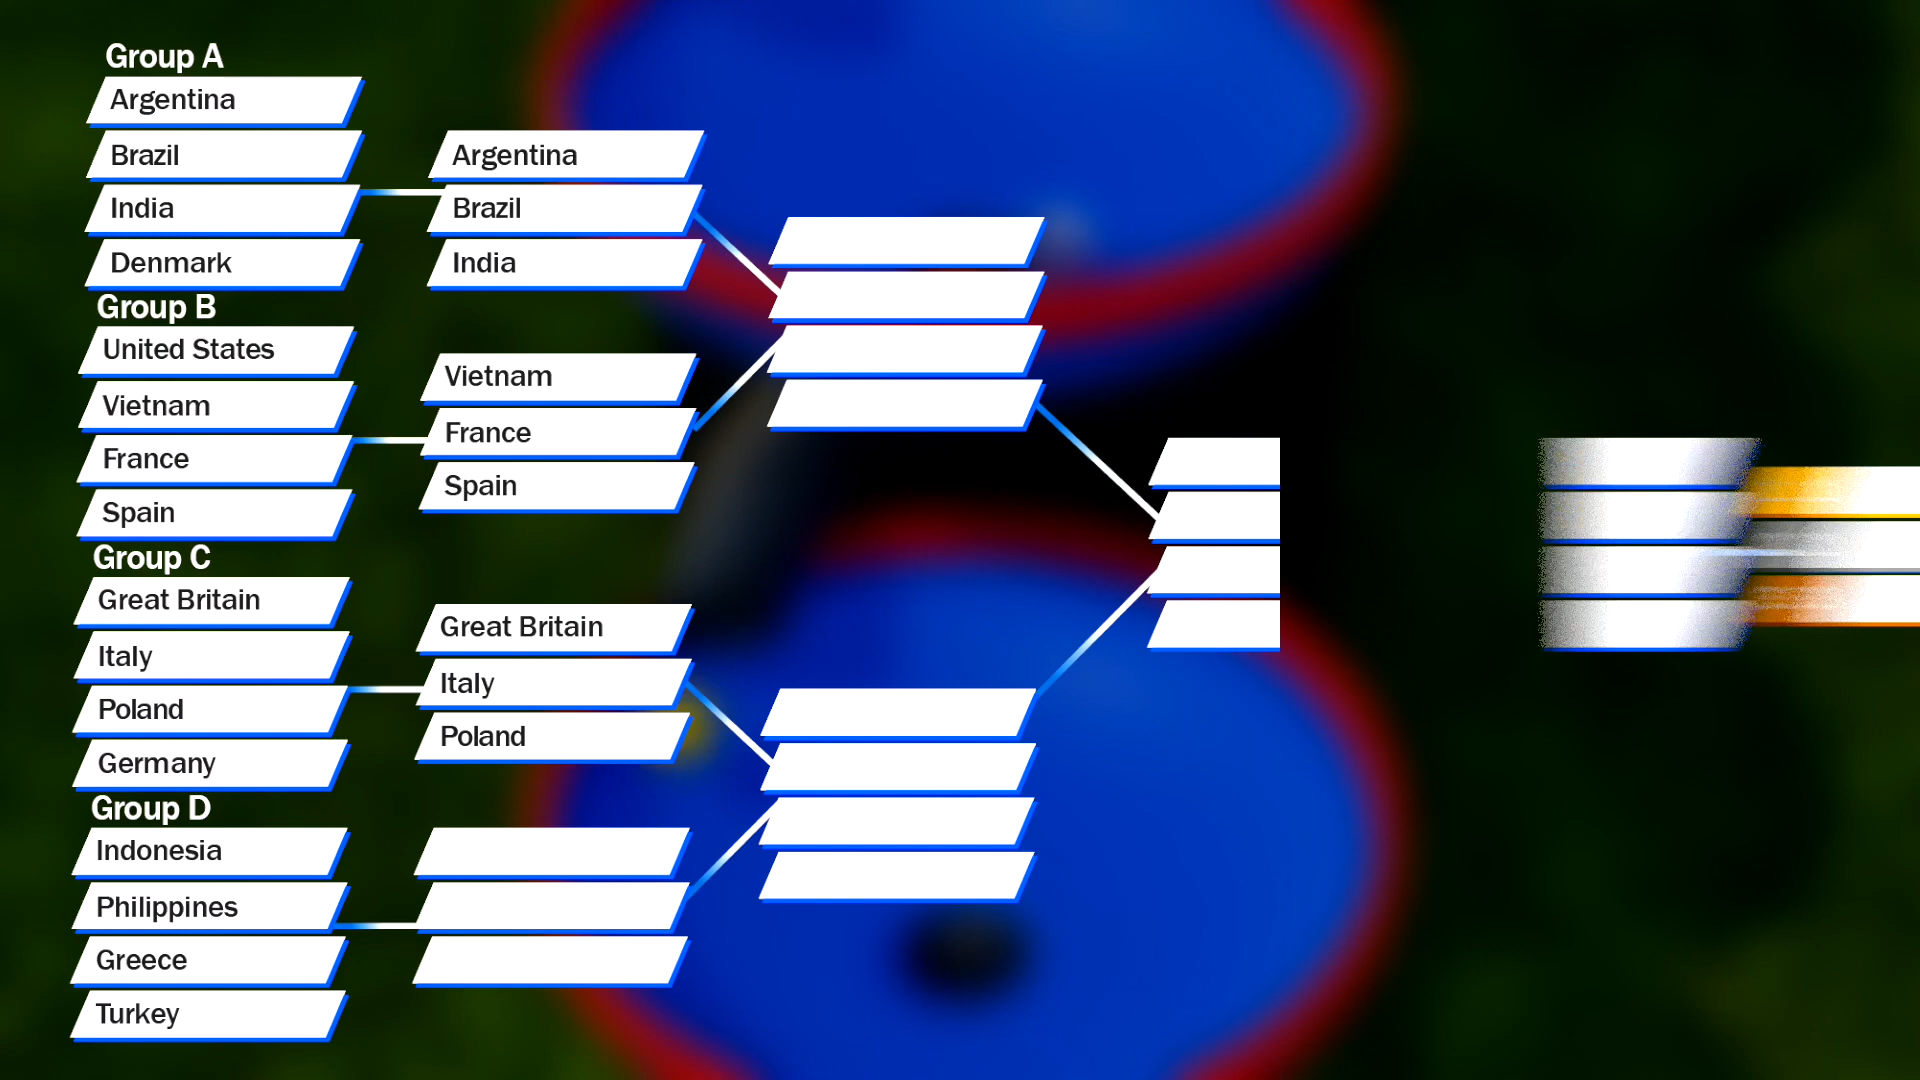 Group A
Argentina
Brazil
India
Denmark
Group B
United States
Vietnam
France
Spain
Group C
Great Britain
Italy
Poland
Germany
Group D
Indonesia
Philippines
Greece
Turkey
Argentina
Brazil
India
Vietnam
France
Spain
Great Britain
Italy
Poland